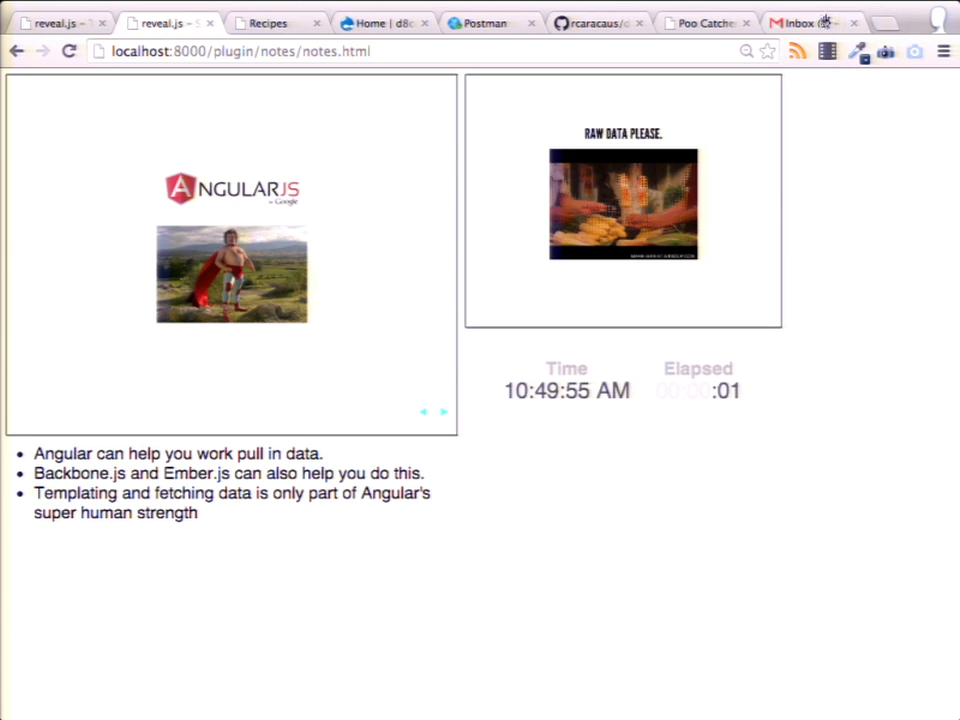 reveal.js –
reveal.js – S
Recipes
Home | d8c
Postman
rcaracaus/d
Poo Catche
Inbox
localhost:8000/plugin/notes/notes.html
ANGULARJS
by Google
RAW DATA PLEASE.
Time
Elapsed
10:49:55 AM
00:00:01
• Angular can help you work pull in data.
• Backbone.js and Ember.js can also help you do this.
• Templating and fetching data is only part of Angular's
super human strength